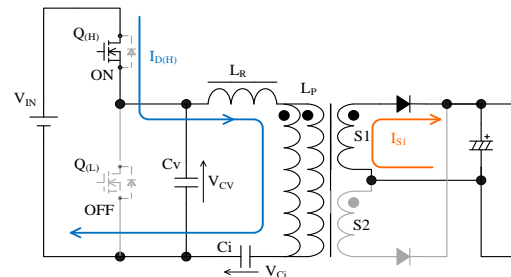 Q(H)
ID(H)
ON
LR
LP
VIN
S1
IS1
+
Q(L)
Cv
VCV
OFF
S2
Ci
VCi